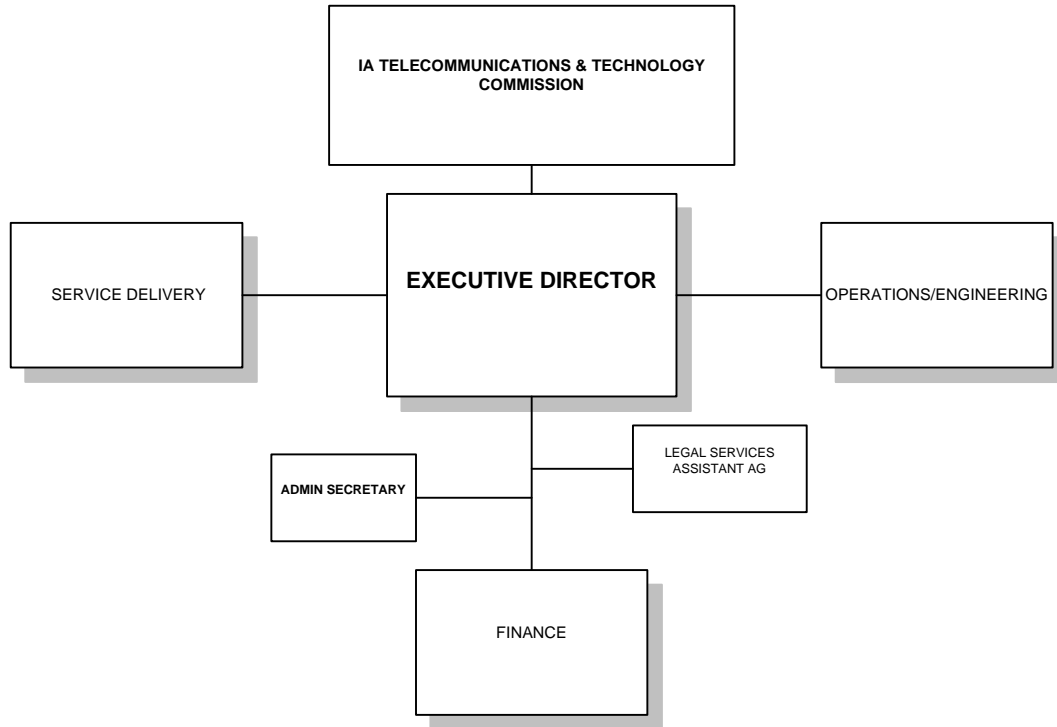 IA TELECOMMUNICATIONS & TECHNOLOGY
COMMISSION
EXECUTIVE DIRECTOR
SERVICE DELIVERY
OPERATIONS/ENGINEERING
LEGAL SERVICES
ASSISTANT AG
ADMIN SECRETARY
FINANCE